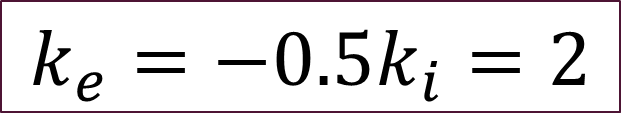 kₑ = −0.5kᵢ = 2